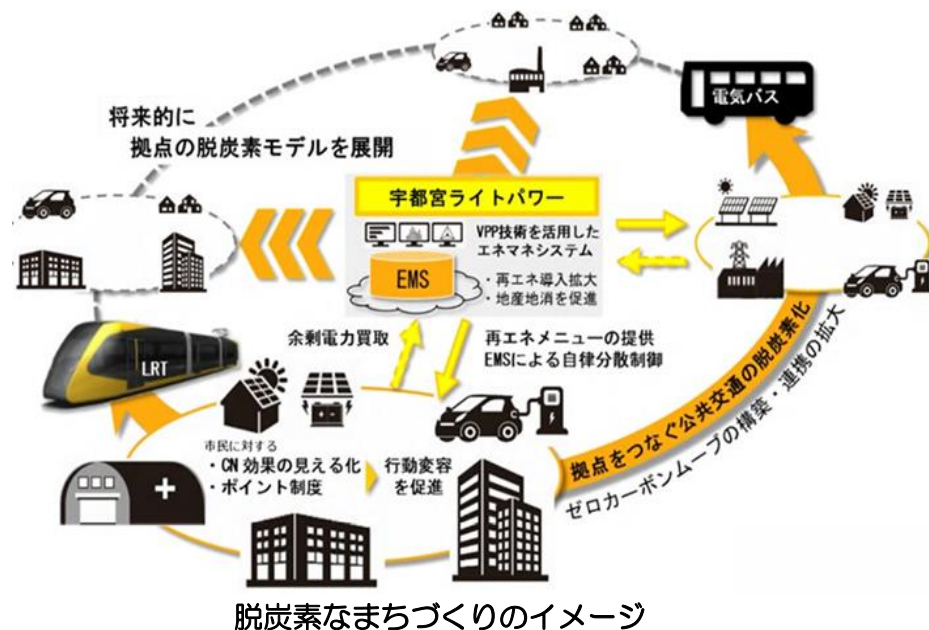 電気バス
将来的に
拠点の脱炭素モデルを展開
宇都宮ライトパワー
VPP技術を活用した
エネマネシステム
EMS
・再エネ導入拡大
・地産地消を促進
余剰電力買取
再エネメニューの提供
EMSによる自律分散制御
LRT
市民に対する
・CN効果の見える化
・ポイント制度
行動変容
を促進
拠点をつなぐ公共交通の脱炭素化
ゼロカーボンムーブの構築・連携の拡大
脱炭素なまちづくりのイメージ